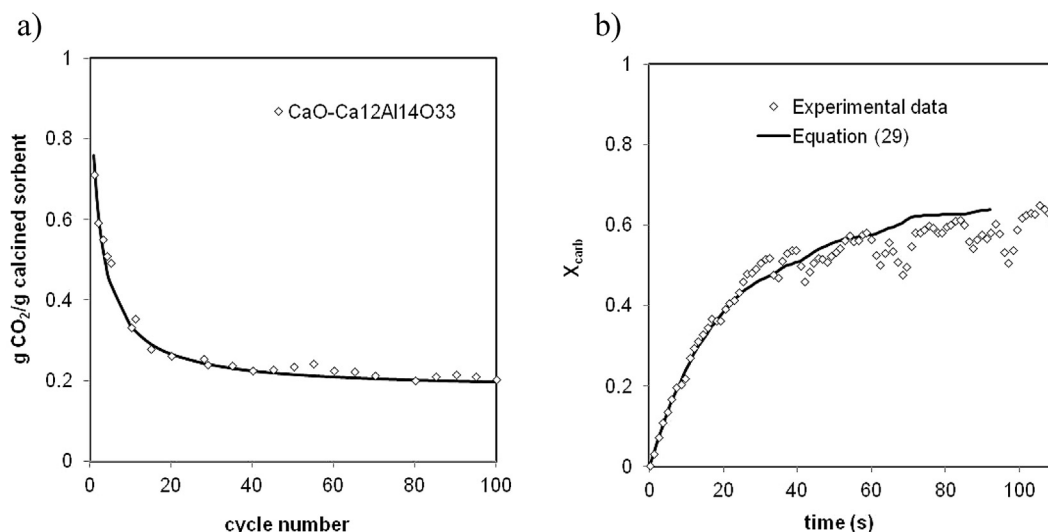 a)
1
0.8
0.6
0.4
0.2
0
0
20
40
60
80
100
g CO2/g calcined sorbent
cycle number
CaO-Ca12Al14O33
b)
1
0.8
0.6
0.4
0.2
0
0
20
40
60
80
100
Xcarb
time (s)
Experimental data
Equation (29)